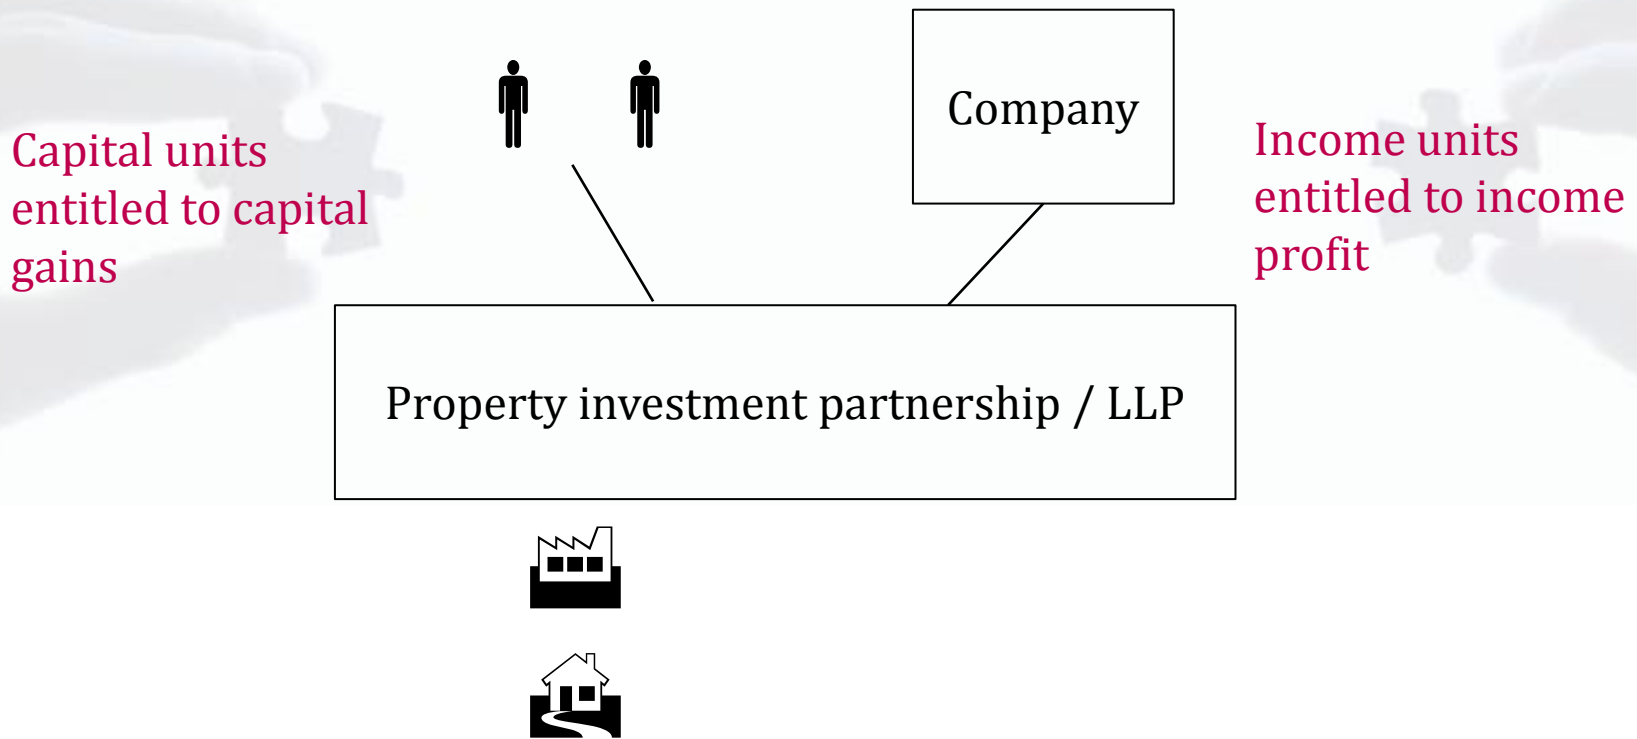 Company
Capital units
entitled to capital
gains
Income units
entitled to income
profit
Property investment partnership / LLP